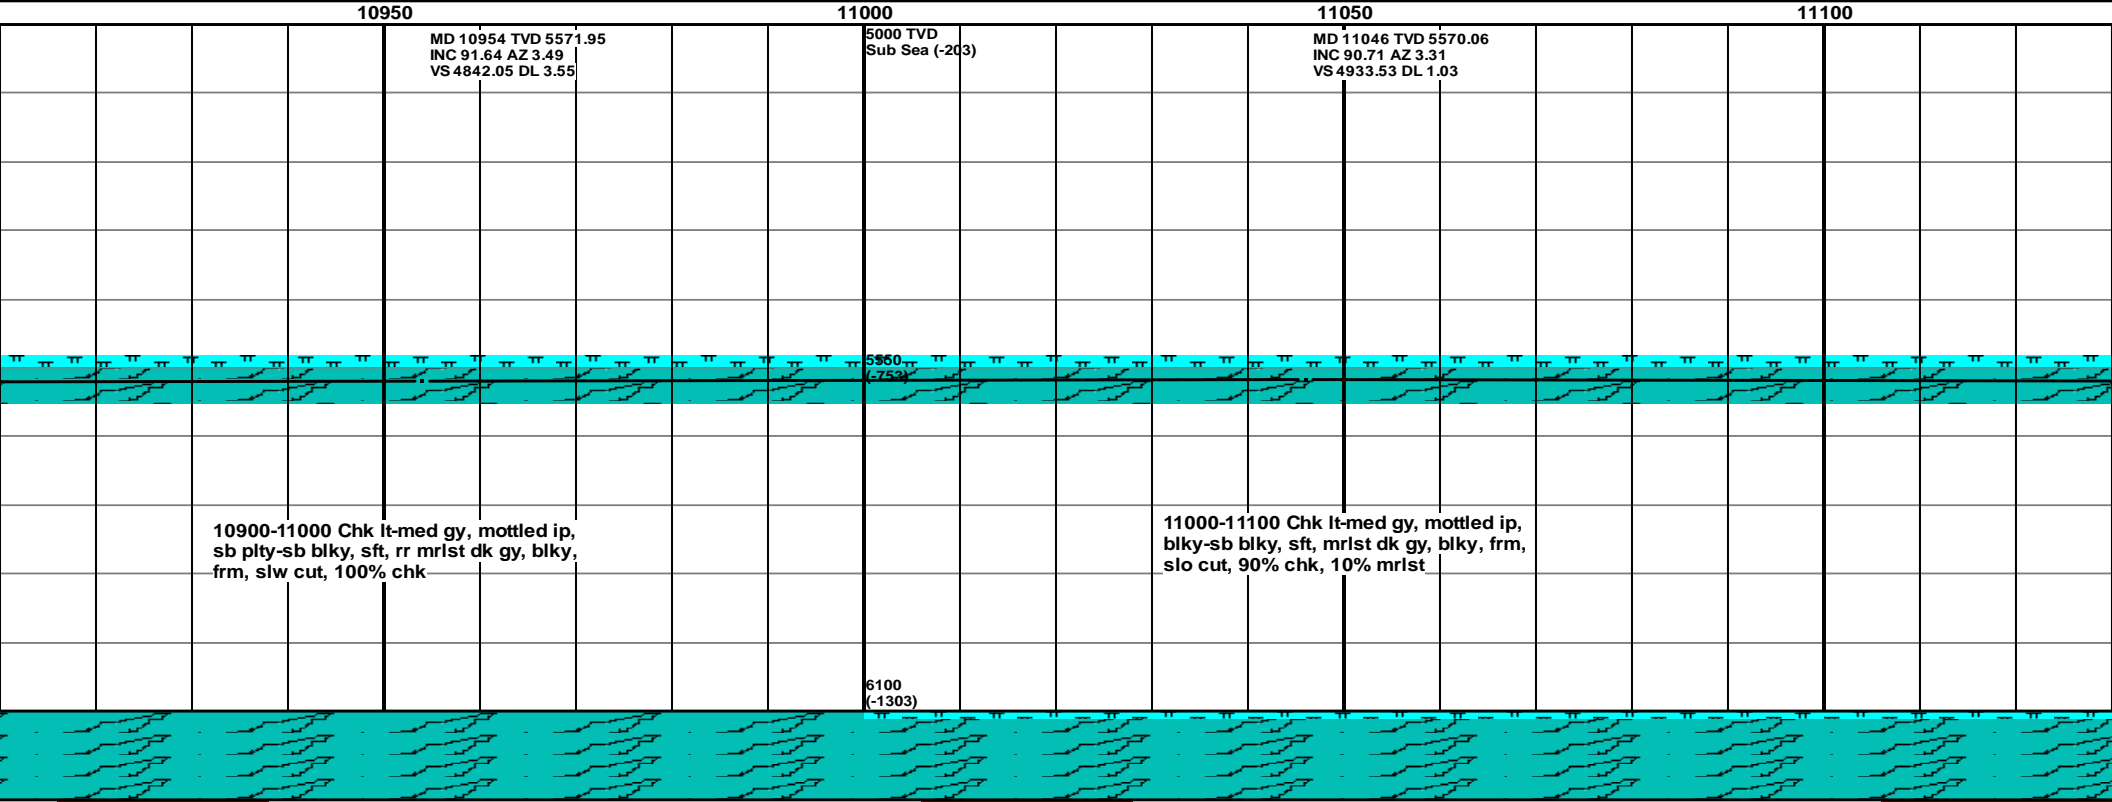 10950
11000
11050
11100
MD 10954 TVD 5571.95
INC 91.64 AZ 3.49
VS 4842.05 DL 3.55
5000 TVD
Sub Sea (-203)
MD 11046 TVD 5570.06
INC 90.71 AZ 3.31
VS 4933.53 DL 1.03
5550
(-753)
10900-11000 Chk lt-med gy, mottled ip,
sb plty-sb blky, sft, rr mrlst dk gy, blky,
frm, slw cut, 100% chk
11000-11100 Chk lt-med gy, mottled ip,
blky-sb blky, sft, mrlst dk gy, blky, frm,
slo cut, 90% chk, 10% mrlst
6100
(-1303)